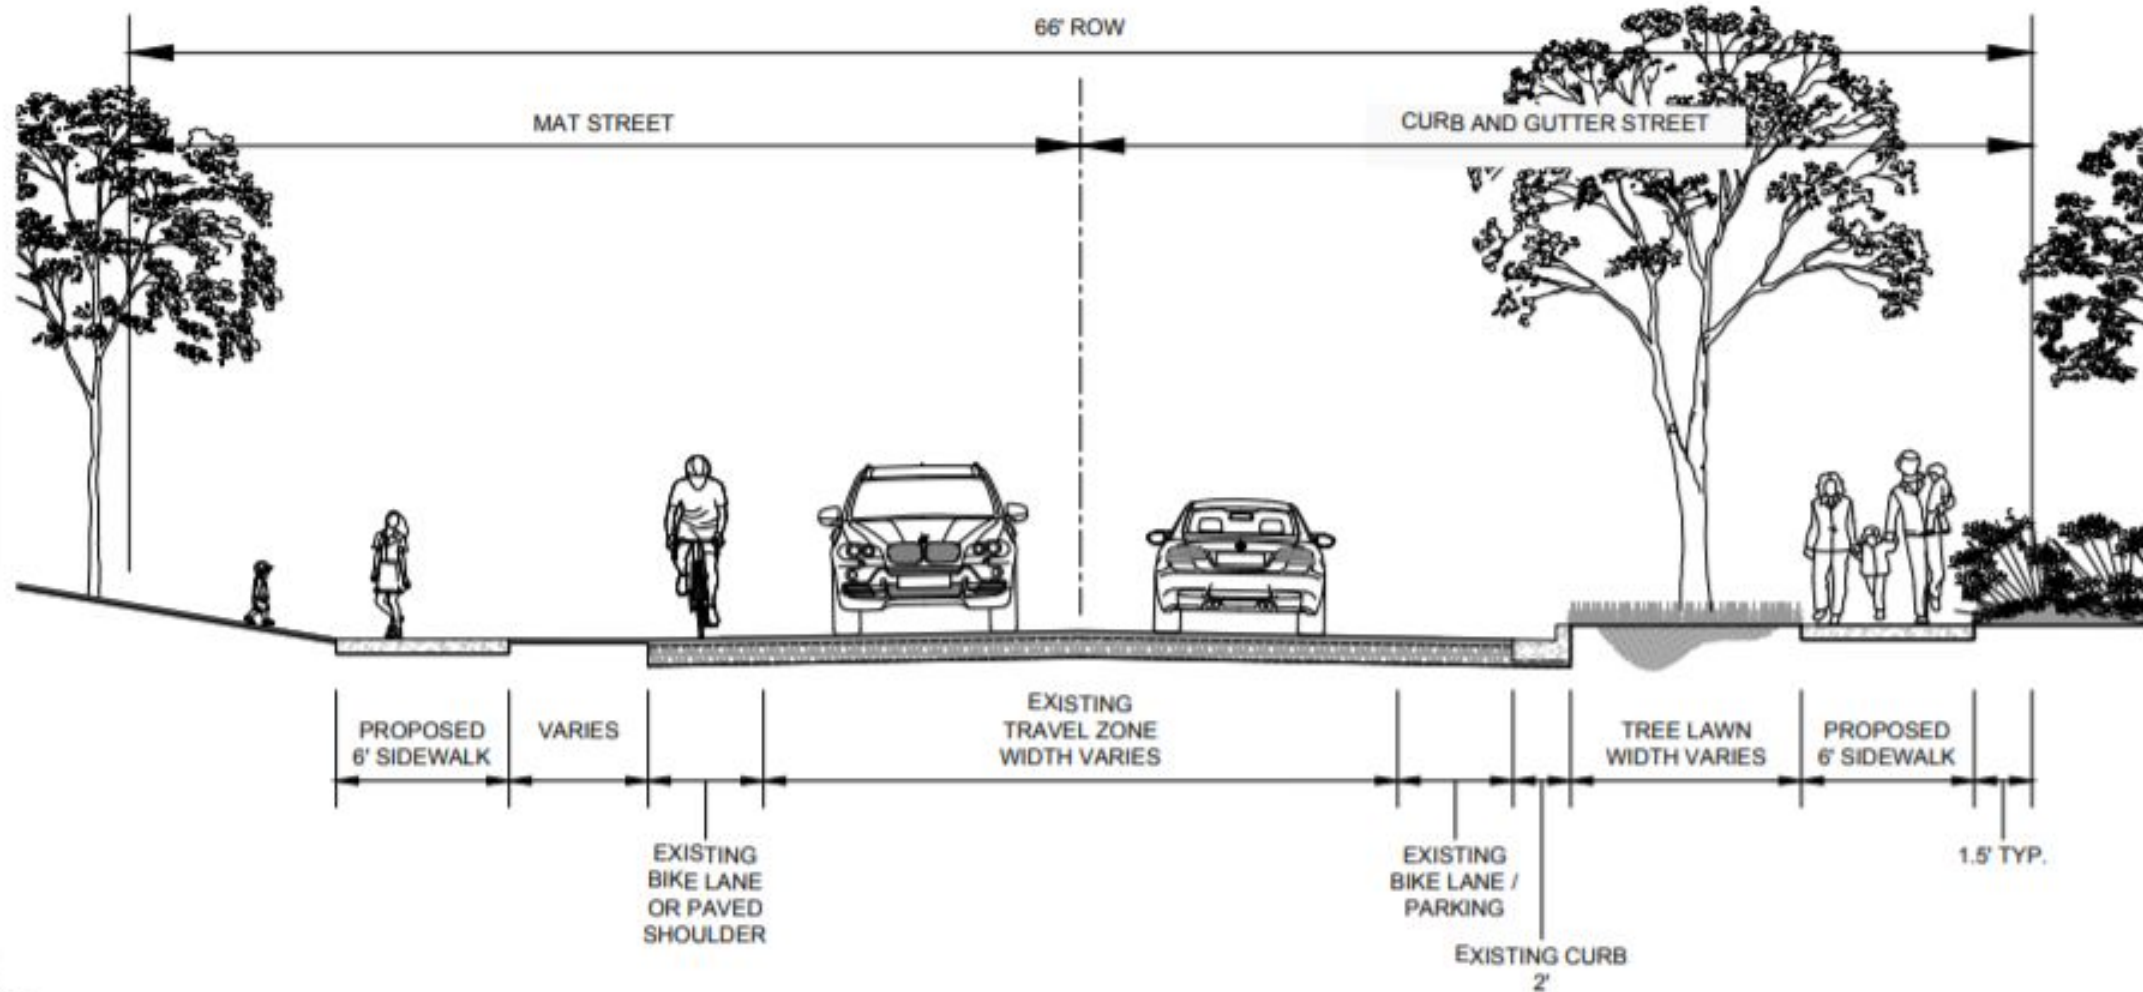 66' ROW
MAT STREET
CURB AND GUTTER STREET
PROPOSED
6' SIDEWALK
VARIES
EXISTING
TRAVEL ZONE
WIDTH VARIES
TREE LAWN
WIDTH VARIES
PROPOSED
6' SIDEWALK
EXISTING
BIKE LANE
OR PAVED
SHOULDER
EXISTING
BIKE LANE /
PARKING
1.5' TYP.
EXISTING CURB
2'